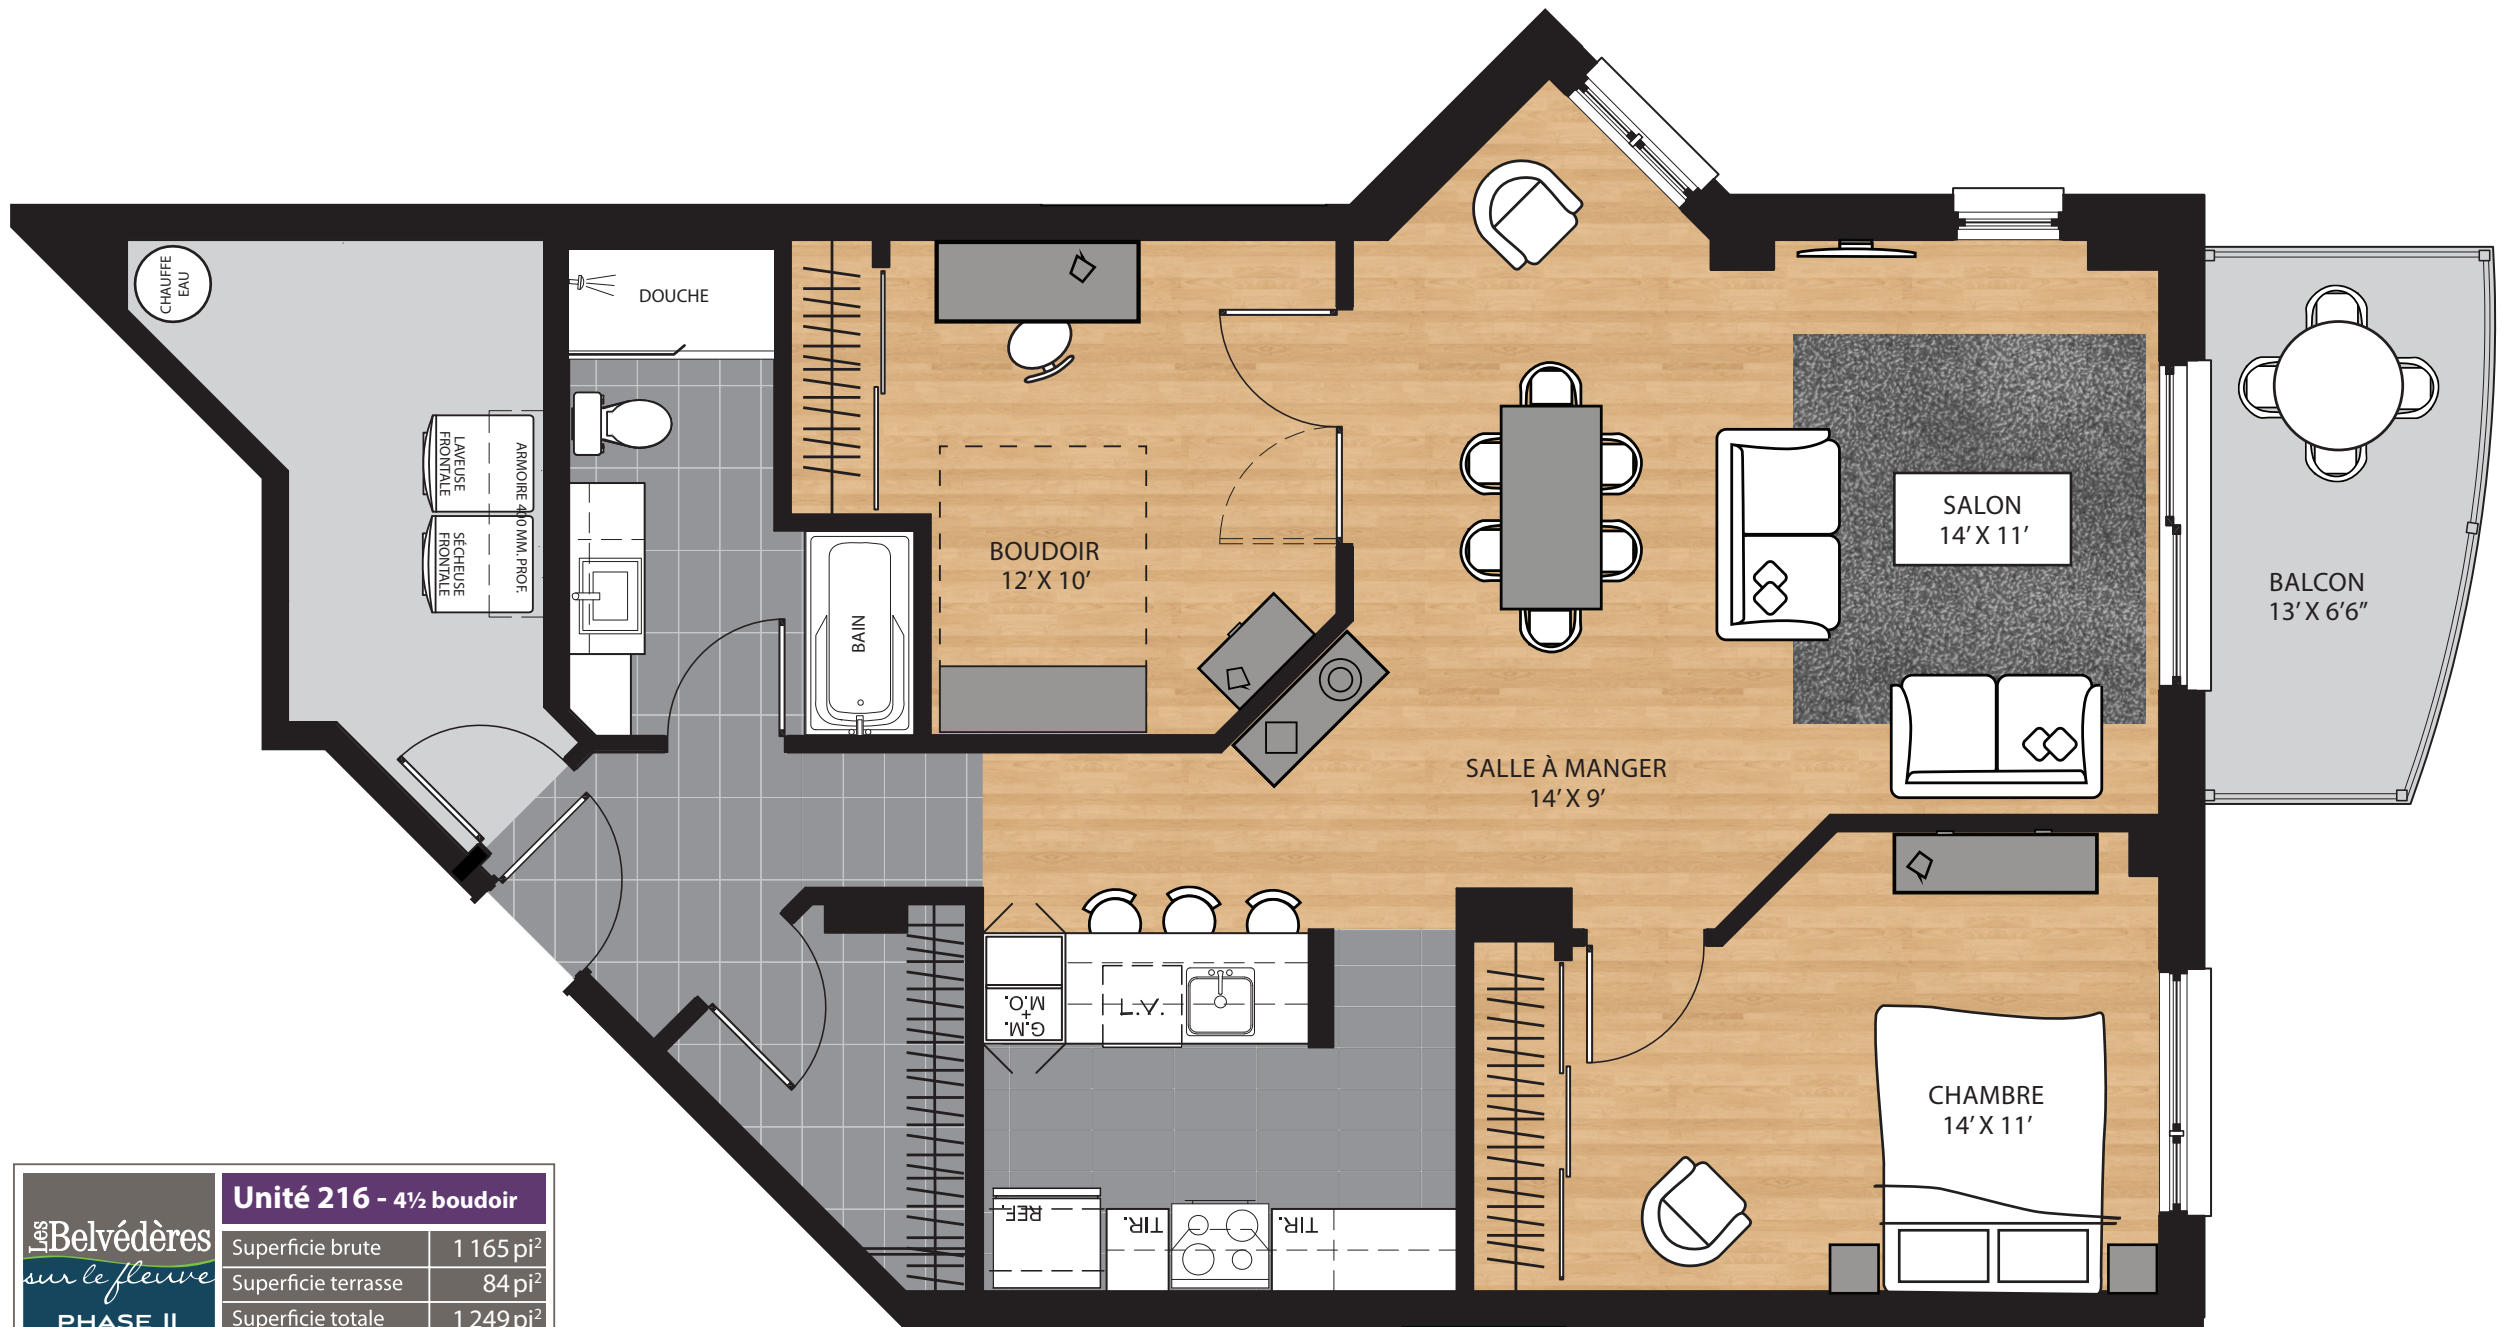 CHAUFFE
EAU
DOUCHE
LAVEUSE
FRONTALE
SÉCHEUSE
FRONTALE
ARMOIRE 400 MM. PROF.
BAIN
BOUDOIR
12’ X 10’
SALON
14’ X 11’
BALCON
13’ X 6’6”
SALLE À MANGER
14’ X 9’
G.M.
+
M.O.
L.V.
RÉF.
TIR.
TIR.
CHAMBRE
14’ X 11’
Les Belvédères
sur le fleuve
PHASE II
Unité 216 - 4½ boudoir
Superficie brute 1 165 pi²
Superficie terrasse 84 pi²
Superficie totale 1 249 pi²